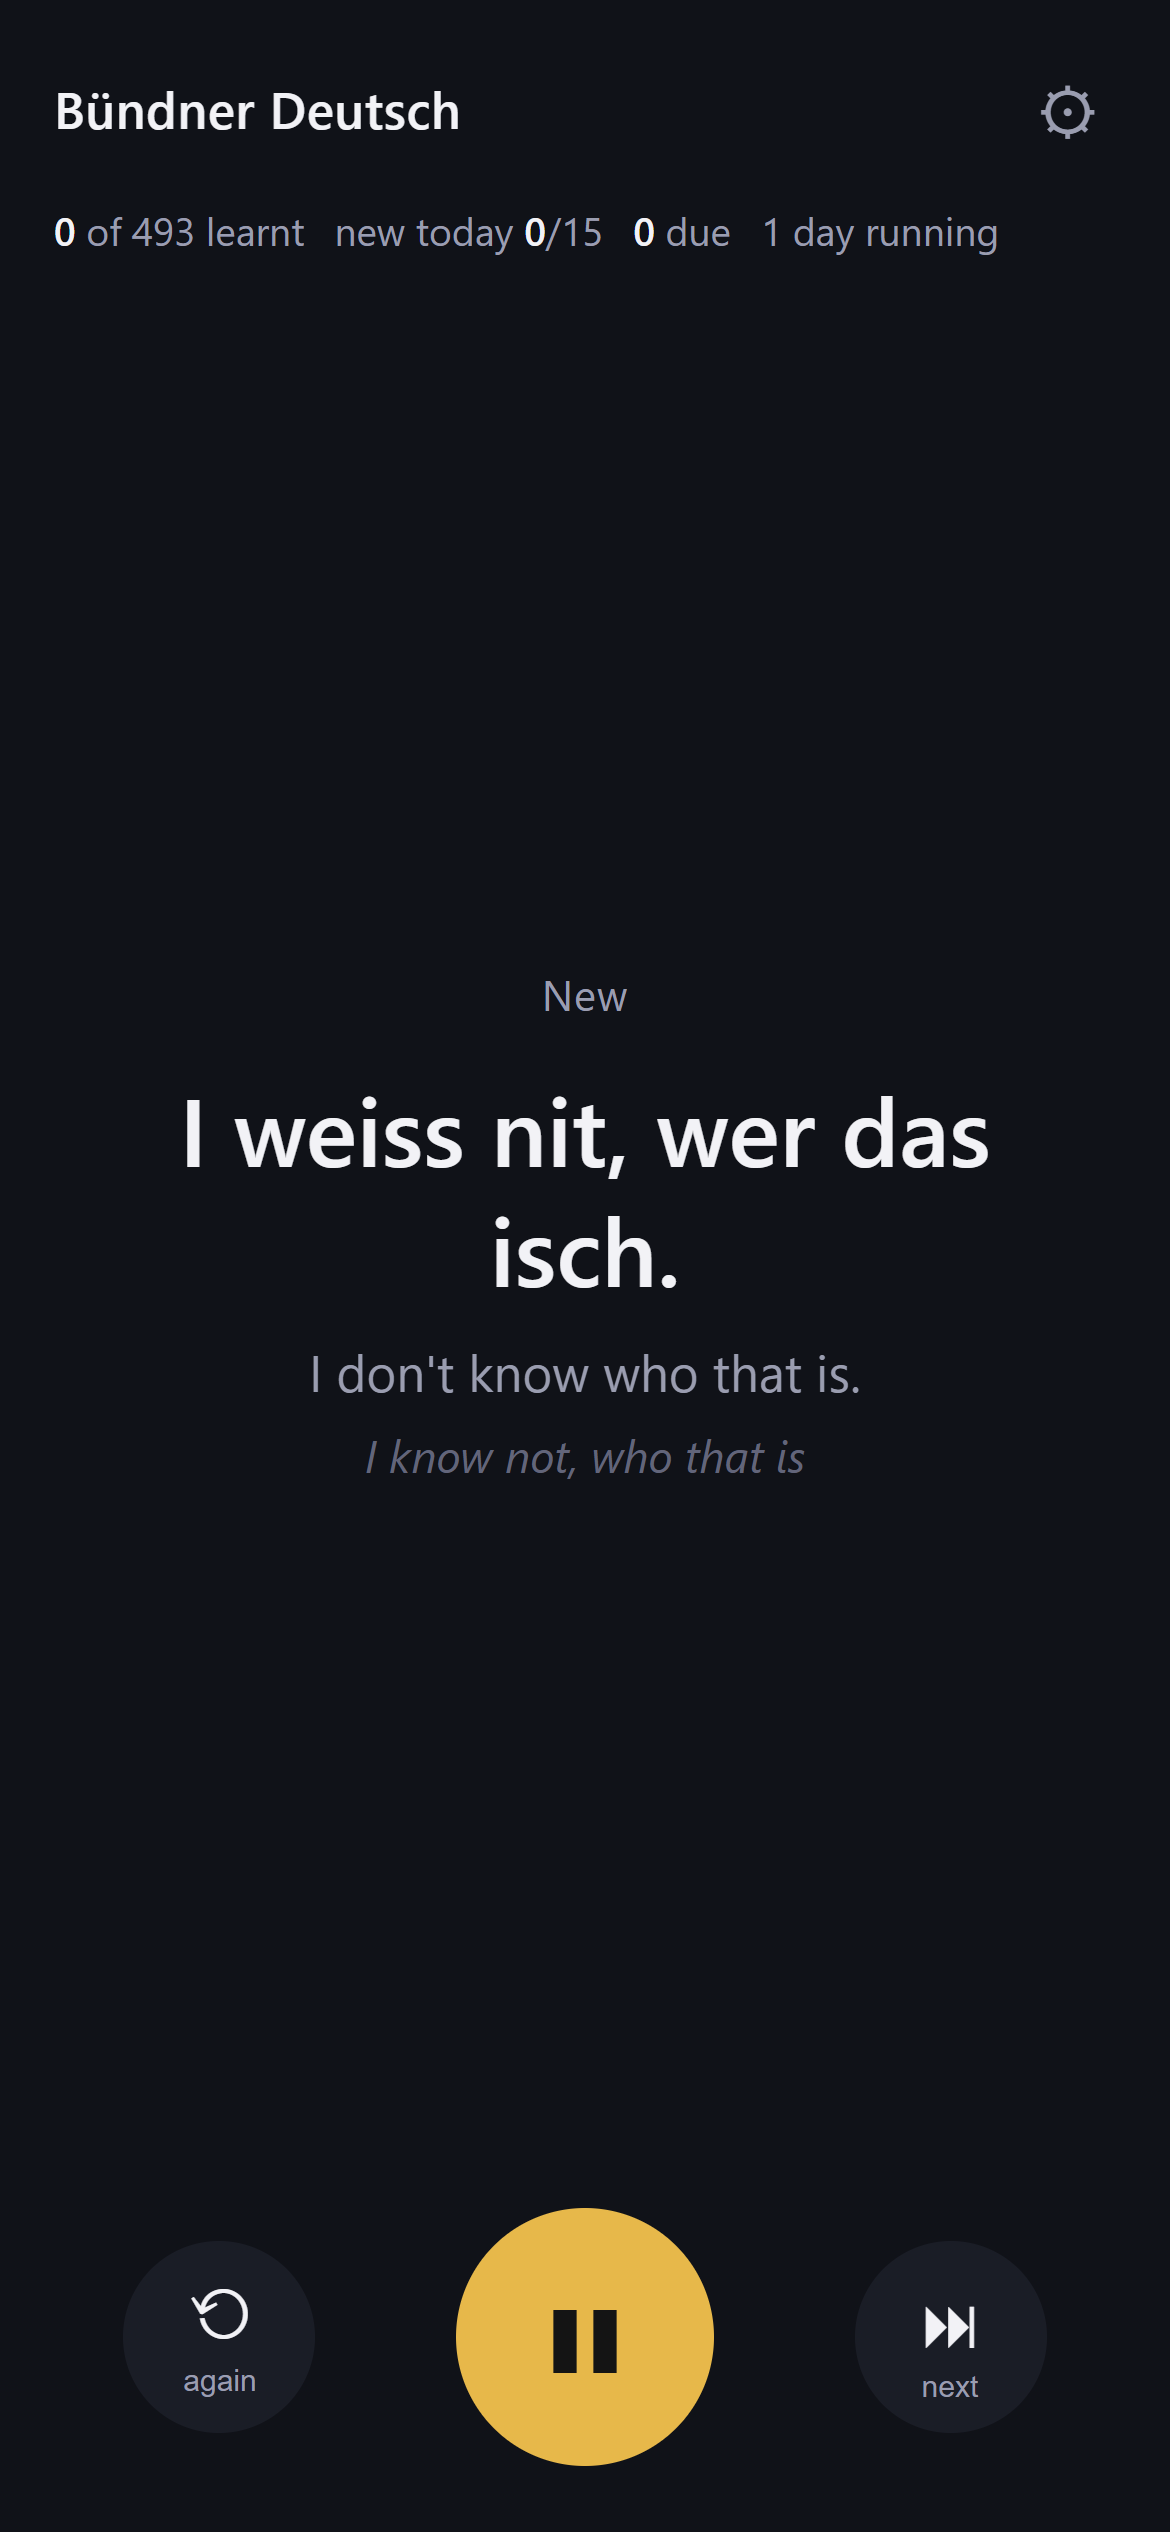 Bündner Deutsch
0 of 493 learnt new today 0/15 0 due 1 day running
New
I weiss nit, wer das
isch.
I don't know who that is.
I know not, who that is
again
next